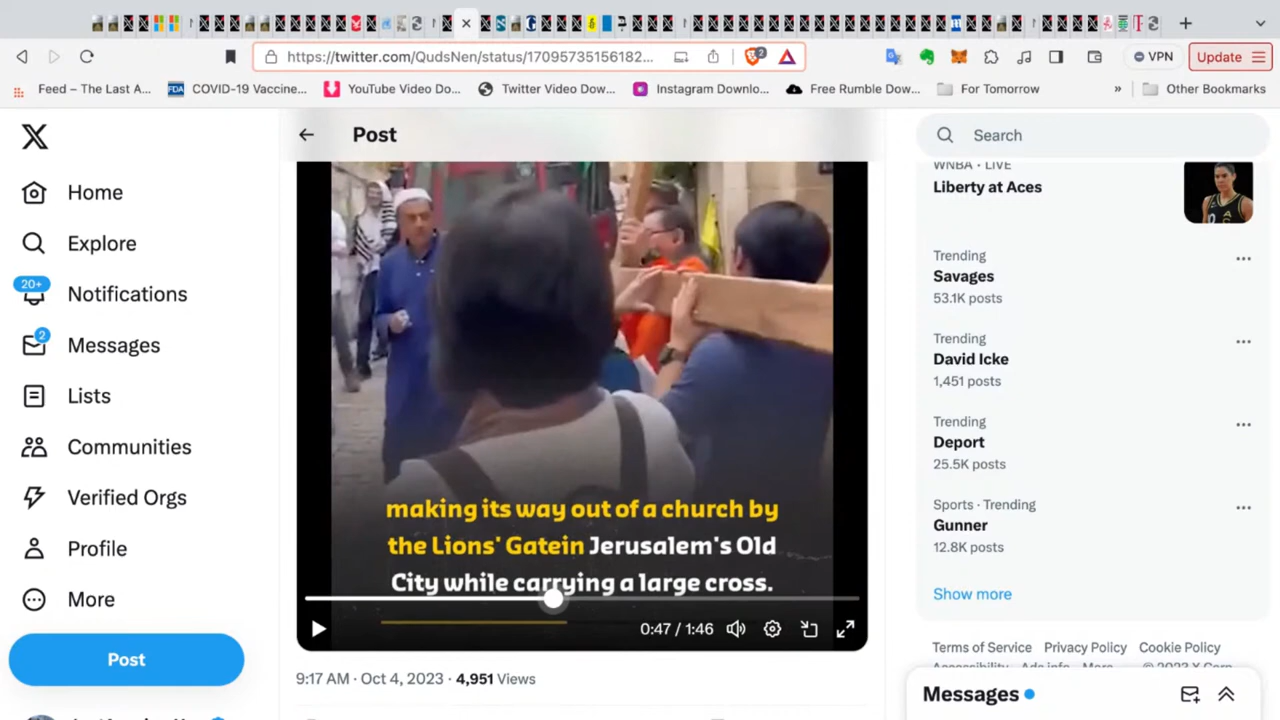 https://twitter.com/QudsNen/status/17095735156182...
2
VPN
Update
Feed – The Last A...
FDA
COVID-19 Vaccine...
YouTube Video Do...
Twitter Video Dow...
Instagram Downlo...
Free Rumble Dow...
For Tomorrow
»
Other Bookmarks
Home
Explore
20+
Notifications
2
Messages
Lists
Communities
Verified Orgs
Profile
More
Post
Post
making its way out of a church by
the Lions' Gatein Jerusalem's Old
City while carrying a large cross.
0:47 / 1:46
9:17 AM · Oct 4, 2023 · 4,951 Views
Search
WNBA · LIVE
Liberty at Aces
Trending
Savages
53.1K posts
Trending
David Icke
1,451 posts
Trending
Deport
25.5K posts
Sports · Trending
Gunner
12.8K posts
Show more
Terms of Service Privacy Policy Cookie Policy
Messages